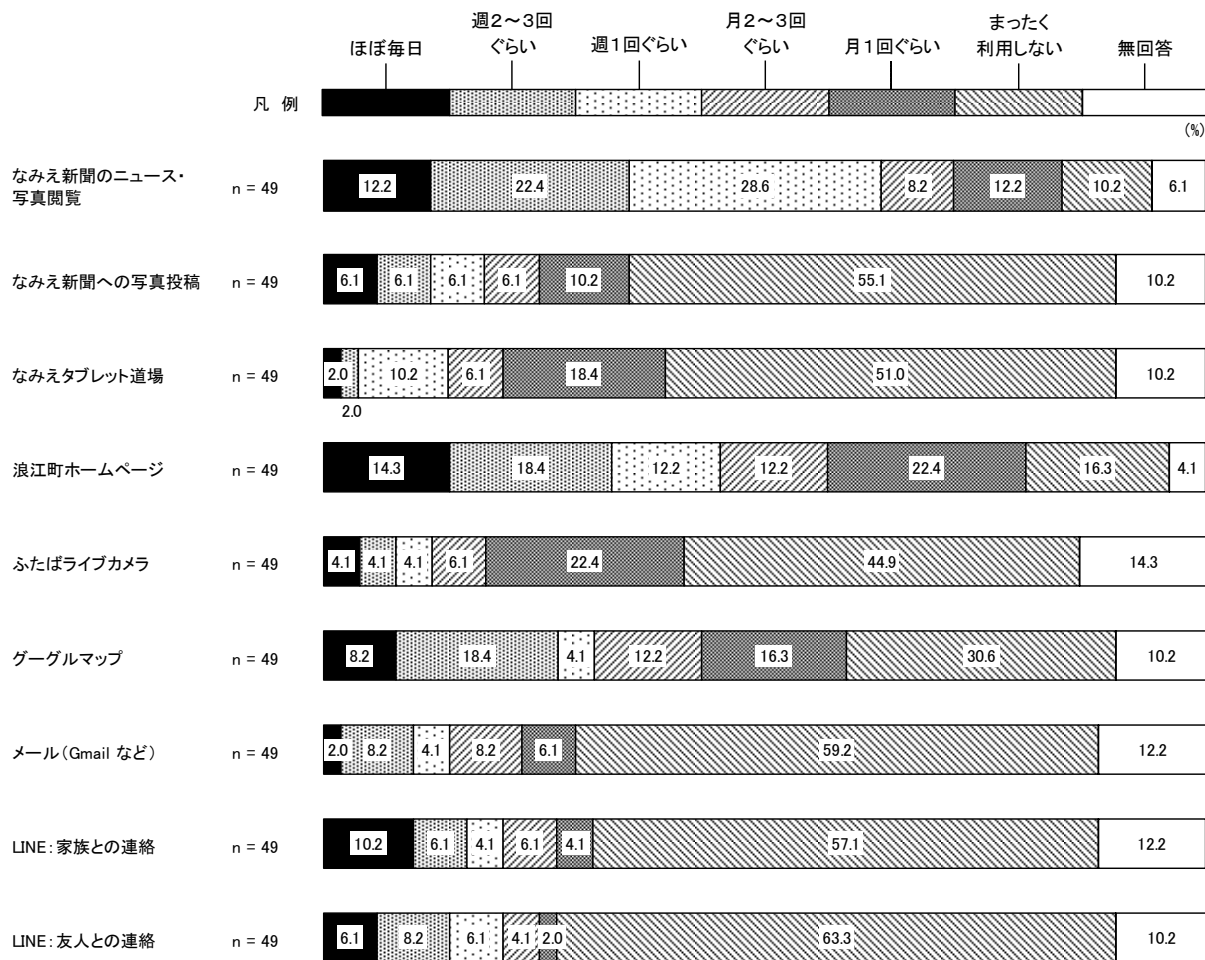 ほぼ毎日
週２～３回
ぐらい
週１回ぐらい
月２～３回
ぐらい
月１回ぐらい
まったく
利用しない
無回答
凡 例
(%)
なみえ新聞のニュース・
写真閲覧
n = 49
12.2 22.4 28.6 8.2 12.2 10.2 6.1
なみえ新聞への写真投稿 n = 49 6.1 6.1 6.1 6.1 10.2 55.1 10.2
なみえタブレット道場 n = 49 2.0 10.2 6.1 18.4 51.0 10.2
2.0
浪江町ホームページ n = 49 14.3 18.4 12.2 12.2 22.4 16.3 4.1
ふたばライブカメラ n = 49 4.1 4.1 4.1 6.1 22.4 44.9 14.3
グーグルマップ n = 49 8.2 18.4 4.1 12.2 16.3 30.6 10.2
メール（Gmail など） n = 49 2.0 8.2 4.1 8.2 6.1 59.2 12.2
LINE：家族との連絡 n = 49 10.2 6.1 4.1 6.1 4.1 57.1 12.2
LINE：友人との連絡 n = 49 6.1 8.2 6.1 4.1 2.0 63.3 10.2